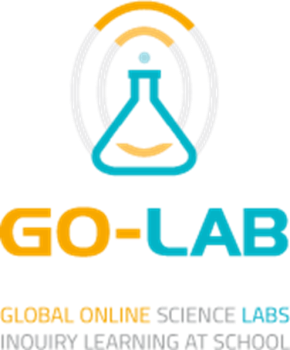 GO-LAB
GLOBAL ONLINE SCIENCE LABS
INQUIRY LEARNING AT SCHOOL